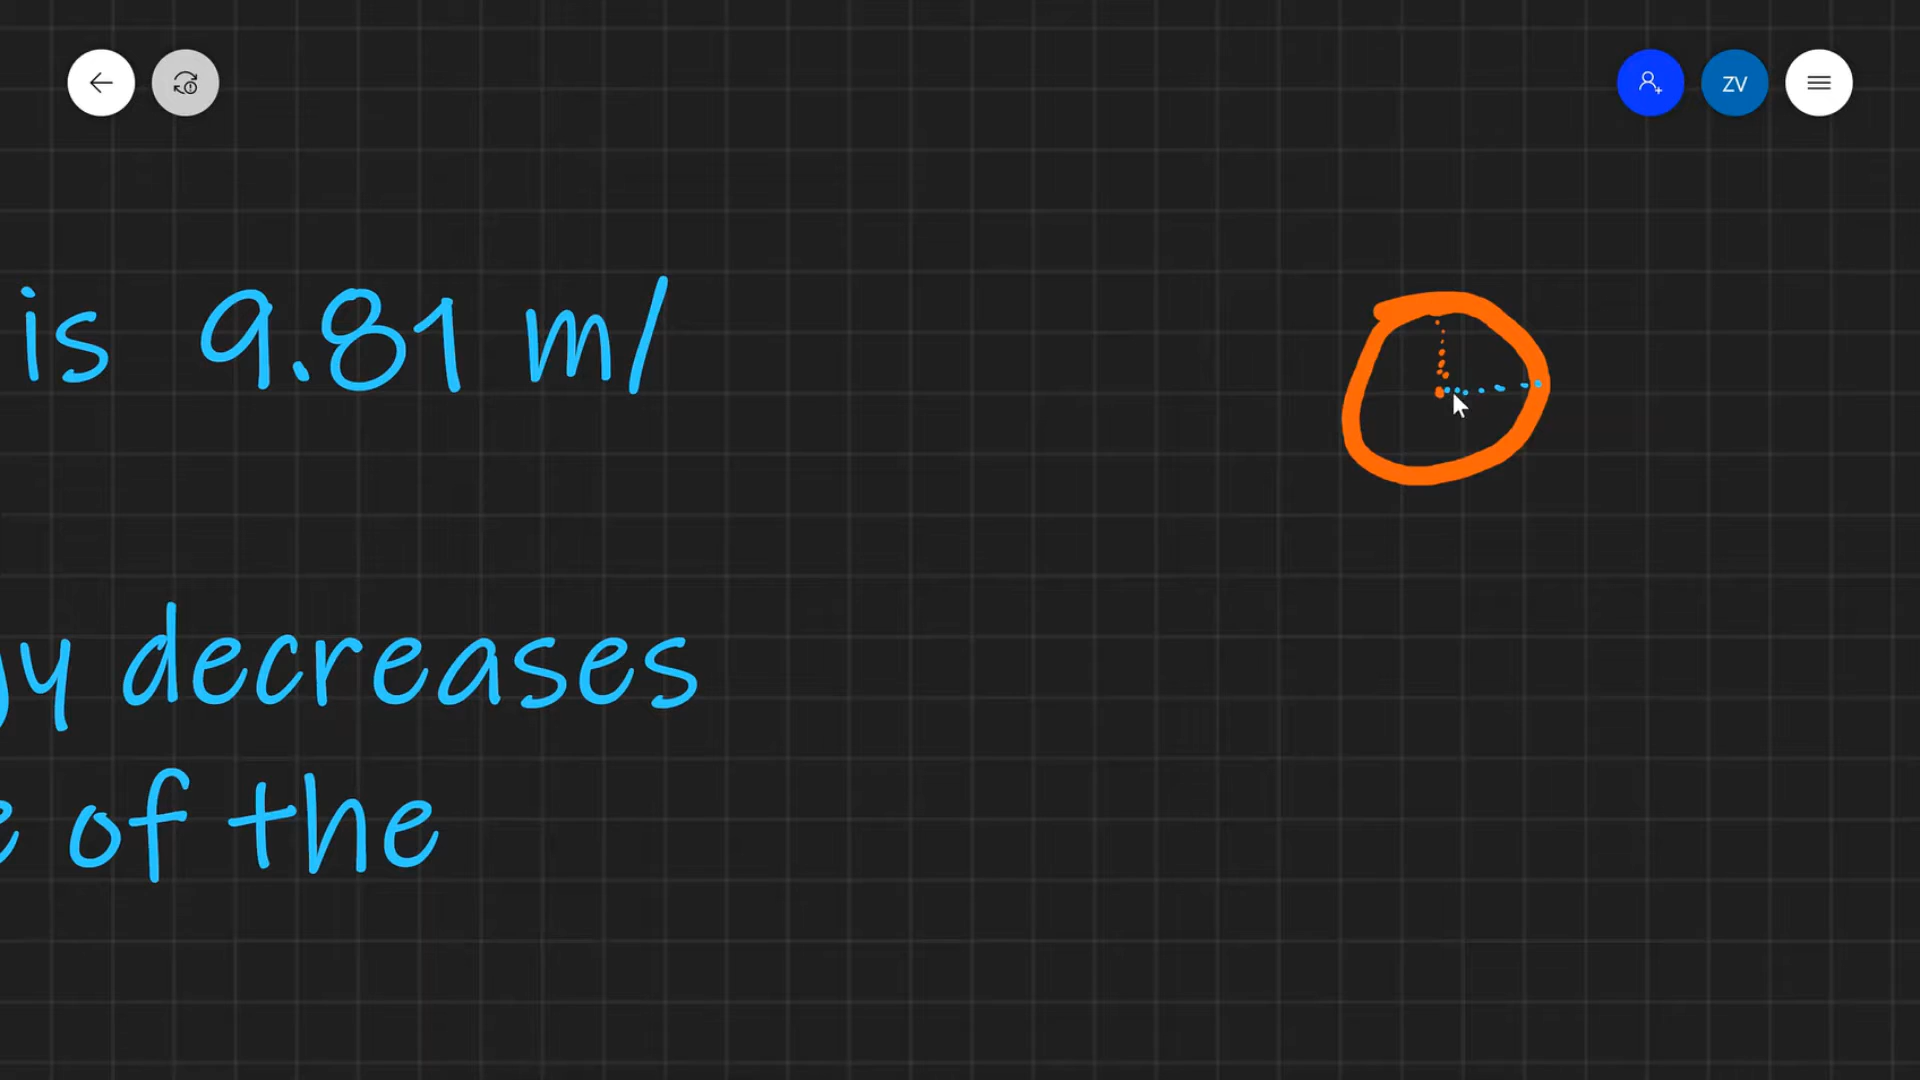 ZV
is 9.81 m/
y decreases
of the